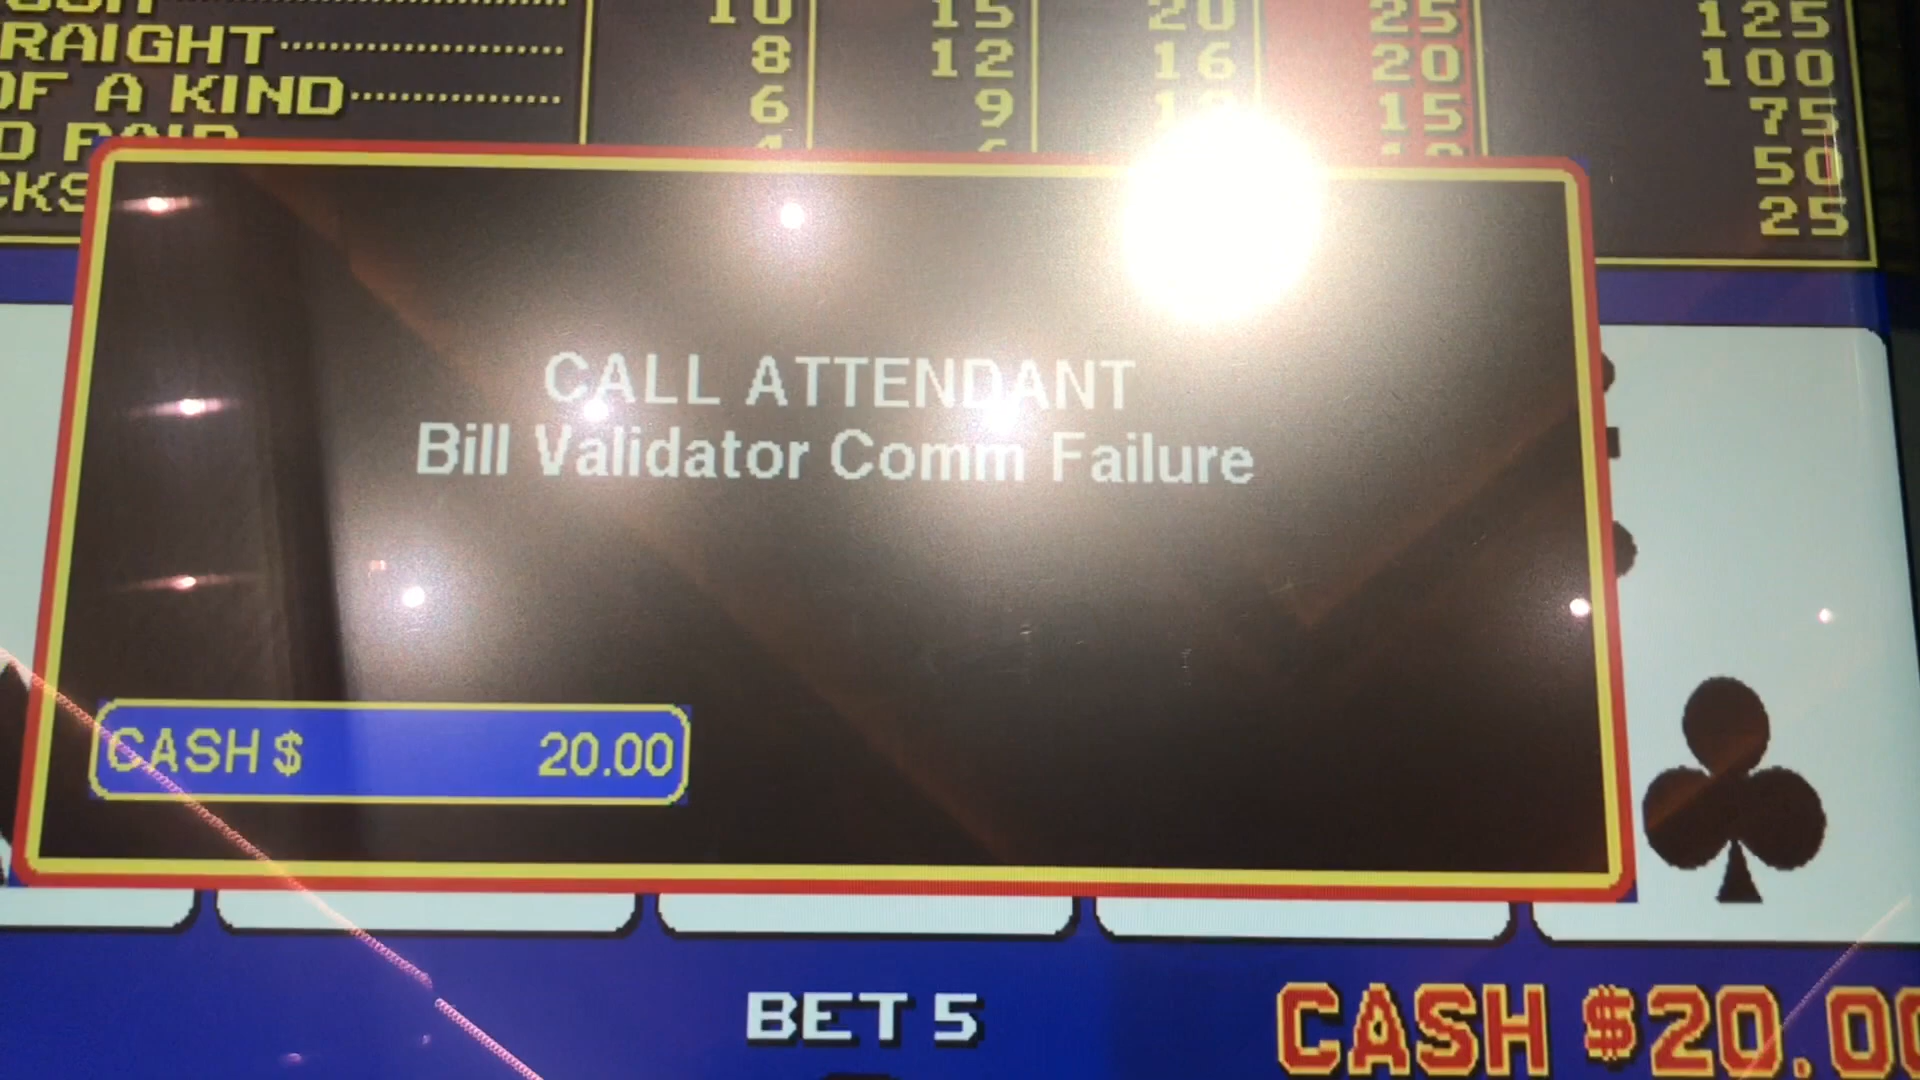 10 15 20 25 125
RAIGHT 8 12 16 20 100
OF A KIND 6 9 15 75
50
25
CALL ATTENDANT
Bill Validator Comm Failure
CASH $ 20.00
BET 5 CASH $20.00